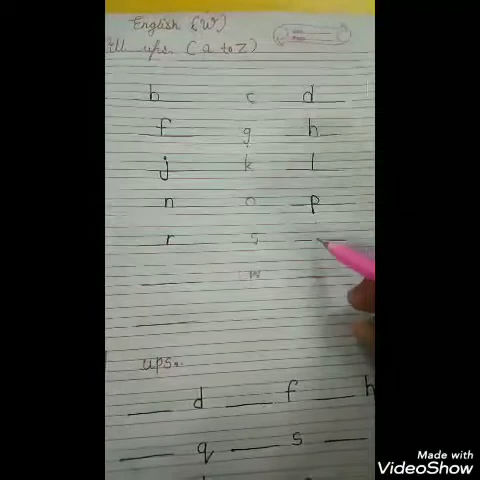 English (W)
ill ups. (a to z)
b c d
f g h
j k l
n o p
r s
w
ups..
d f h
q s
Made with
VideoShow